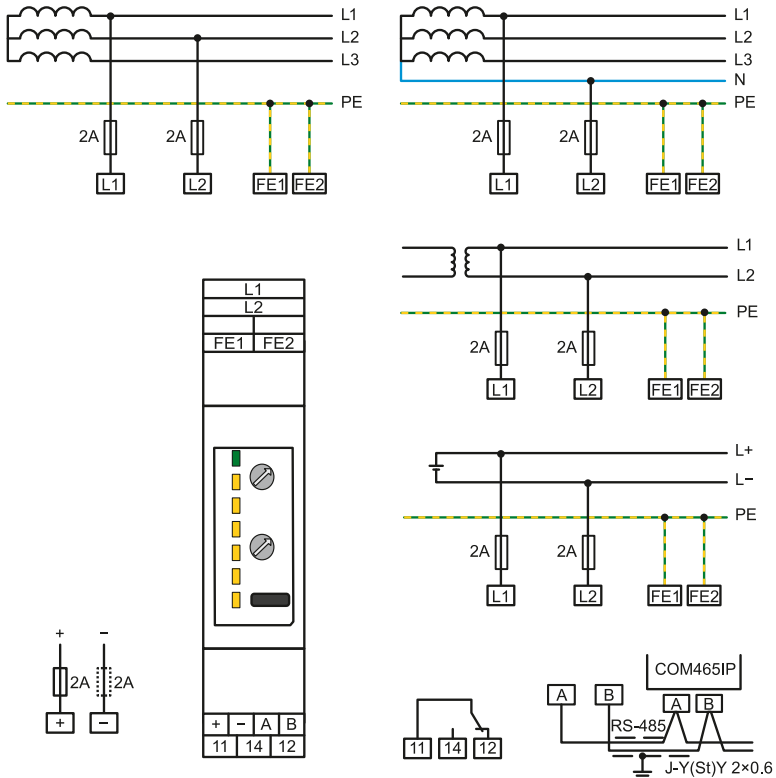 L1
L2
L3
PE
2A
2A
L1
L2
FE1
FE2
L1
L2
L3
N
PE
2A
2A
L1
L2
FE1
FE2
L1
L2
PE
2A
2A
L1
L2
FE1
FE2
L1
L2
FE1
FE2
L+
L−
PE
2A
2A
L1
L2
FE1
FE2
+
−
2A
2A
+
−
+ − A B
11 14 12
11
14
12
A
B
COM465IP
A
B
RS-485
J-Y(St)Y 2×0.6